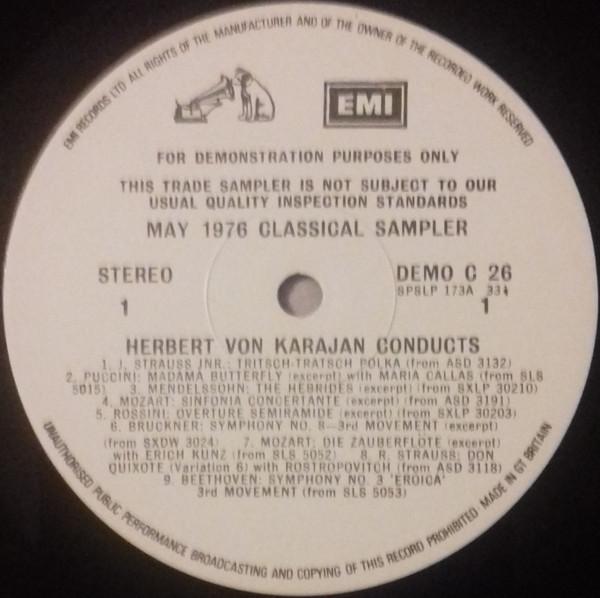 EMI RECORDS LTD ALL RIGHTS OF THE MANUFACTURER AND OF THE OWNER OF THE RECORDED WORK RESERVED
EMI
FOR DEMONSTRATION PURPOSES ONLY
THIS TRADE SAMPLER IS NOT SUBJECT TO OUR
USUAL QUALITY INSPECTION STANDARDS
MAY 1976 CLASSICAL SAMPLER
STEREO DEMO C 26
SPSLP 173A 33⅓
1 1
HERBERT VON KARAJAN CONDUCTS
1. J. STRAUSS JNR.: TRITSCH-TRATSCH POLKA (from ASD 3132)
2. PUCCINI: MADAMA BUTTERFLY (excerpt) with MARIA CALLAS (from SLS
5015) 3. MENDELSSOHN: THE HEBRIDES (excerpt) (from SXLP 30210)
4. MOZART: SINFONIA CONCERTANTE (excerpt) (from ASD 3191)
5. ROSSINI: OVERTURE SEMIRAMIDE (excerpt) (from SXLP 30203)
6. BRUCKNER: SYMPHONY NO. 8—3rd MOVEMENT (excerpt)
(from SXDW 3024) 7. MOZART: DIE ZAUBERFLOTE (excerpt)
with ERICH KUNZ (from SLS 5052) 8. R. STRAUSS: DON
QUIXOTE (Variation 6) with ROSTROPOVITCH (from ASD 3118)
9. BEETHOVEN: SYMPHONY NO. 3 'EROICA'
3rd MOVEMENT (from SLS 5053)
UNAUTHORISED PUBLIC PERFORMANCE BROADCASTING AND COPYING OF THIS RECORD PROHIBITED MADE IN GT BRITAIN